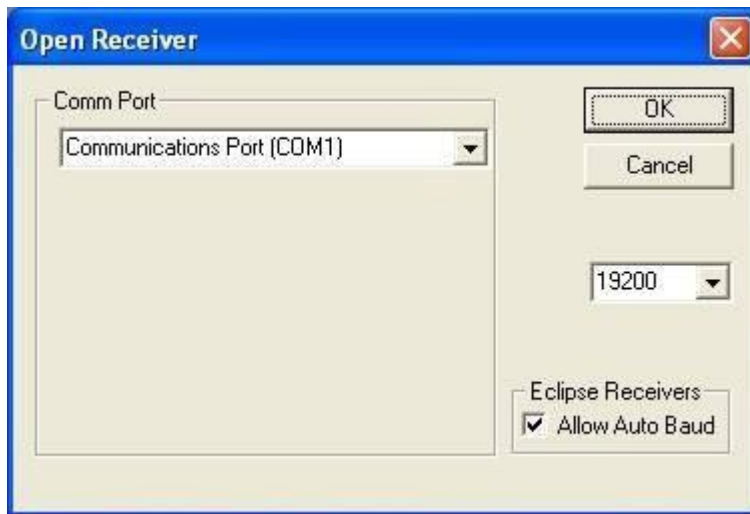 Open Receiver
Comm Port
Communications Port (COM1)
OK
Cancel
19200
Eclipse Receivers
Allow Auto Baud